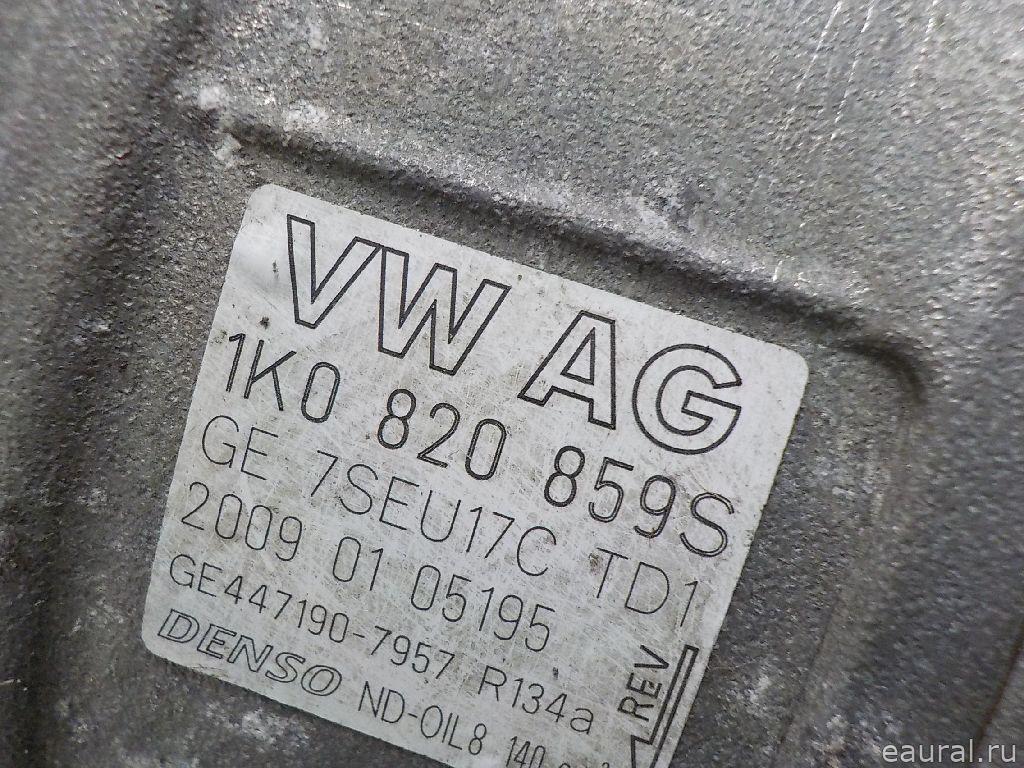 VW AG
1K0 820 859S
GE 7SEU17C TD1
2009 01 05195
GE447190-7957 R134a
DENSO ND-OIL8 140
REV
eaural.ru